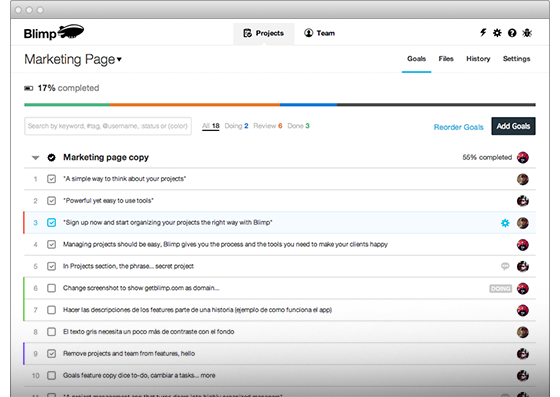 Blimp
Projects
Team
Marketing Page
Goals Files History Settings
17% completed
Search by keyword, #tag, @username, status or (color)
All 18 Doing 2 Review 6 Done 3
Reorder Goals
Add Goals
Marketing page copy
55% completed
1 "A simple way to think about your projects"
2 "Powerful yet easy to use tools"
3 "Sign up now and start organizing your projects the right way with Blimp"
4 Managing projects should be easy, Blimp gives you the process and the tools you need to make your clients happy
5 In Projects section, the phrase... secret project
6 Change screenshot to show getblimp.com as domain...
DOING
7 Hacer las descripciones de los features parte de una historia (ejemplo de como funciona el app)
8 El texto gris necesita un poco más de contraste con el fondo
9 Remove projects and team from features, hello
10 Goals feature copy dice to-do, cambiar a tasks... more